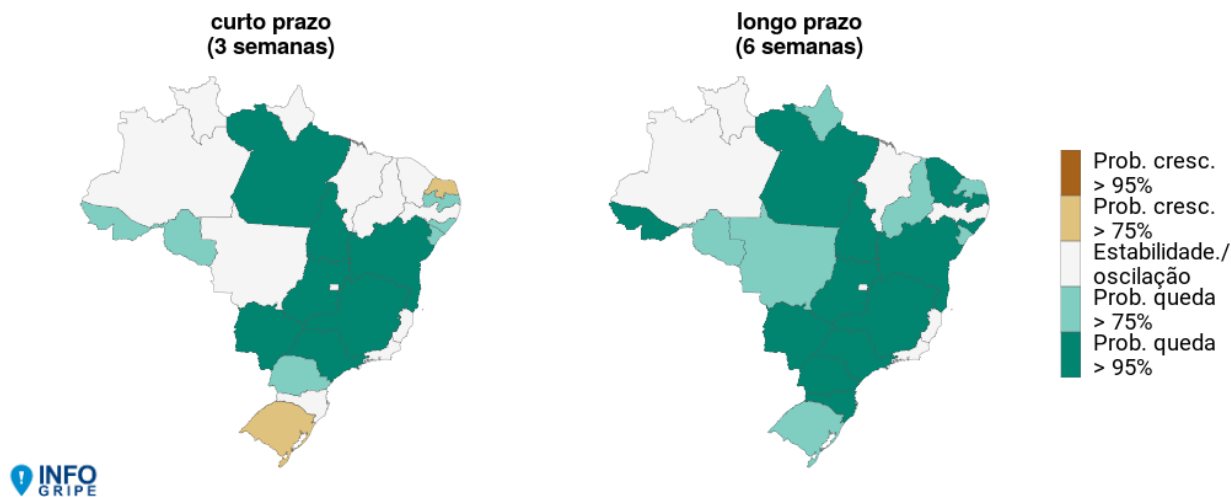 curto prazo
(3 semanas)
longo prazo
(6 semanas)
Prob. cresc.
> 95%
Prob. cresc.
> 75%
Estabilidade./
oscilação
Prob. queda
> 75%
Prob. queda
> 95%
INFO
GRIPE